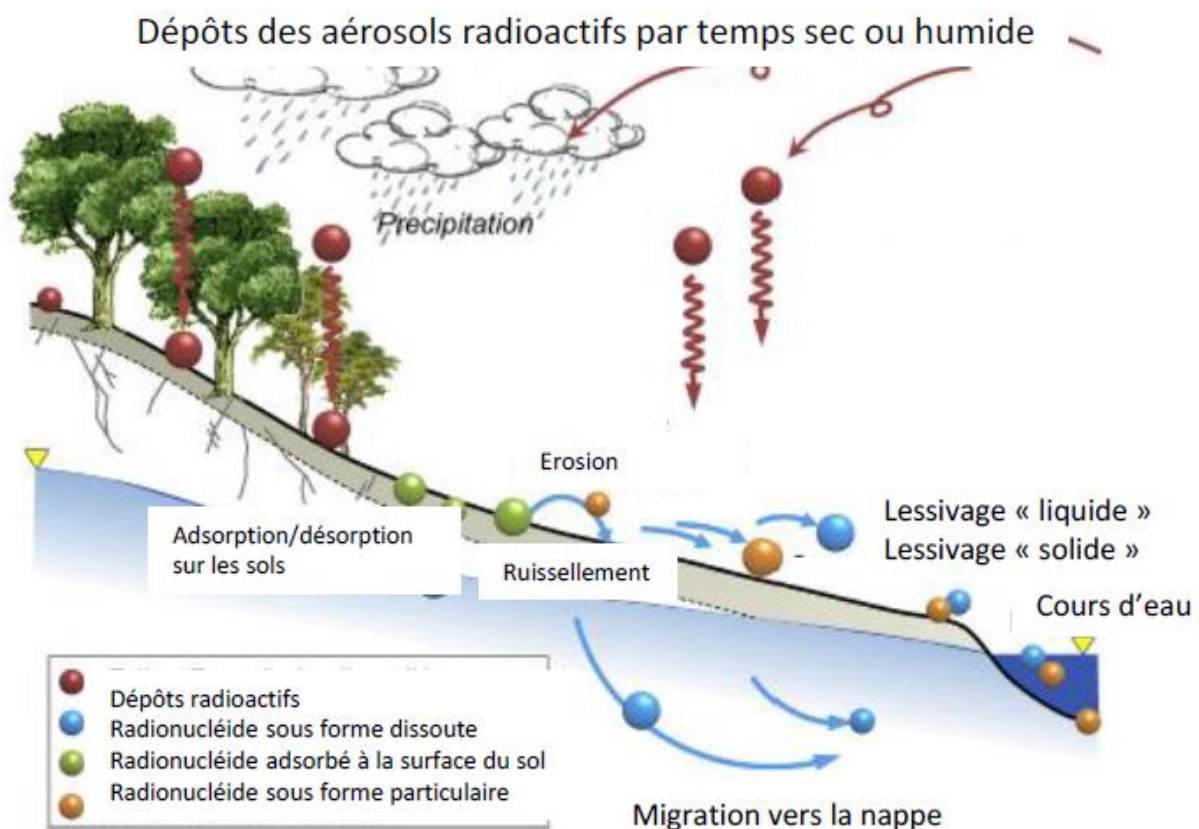 Dépôts des aérosols radioactifs par temps sec ou humide
Precipitation
Erosion
Adsorption/désorption
sur les sols
Ruissellement
Lessivage « liquide »
Lessivage « solide »
Cours d’eau
Dépôts radioactifs
Radionucléide sous forme dissoute
Radionucléide adsorbé à la surface du sol
Radionucléide sous forme particulaire
Migration vers la nappe